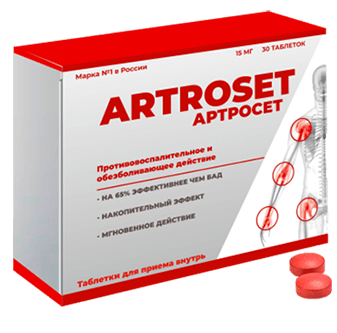 Марка №1 в России
15 МГ 30 ТАБЛЕТОК
ARTROSET
АРТРОСЕТ
Противовоспалительное и
обезболивающее действие
- НА 65% ЭФФЕКТИВНЕЕ ЧЕМ БАД
- НАКОПИТЕЛЬНЫЙ ЭФФЕКТ
- МГНОВЕННОЕ ДЕЙСТВИЕ
Таблетки для приема внутрь